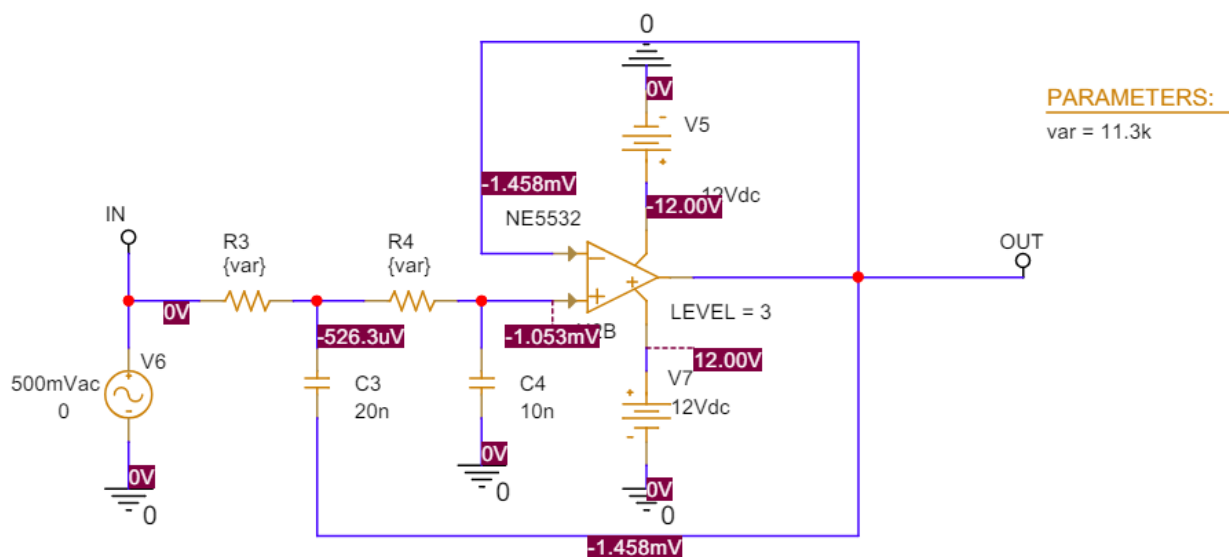 0
PARAMETERS:
var = 11.3k
0V
-
V5
+
12Vdc
-1.458mV
-12.00V
NE5532
IN
OUT
R3
{var}
R4
{var}
0V
-526.3uV
-1.053mV
LEVEL = 3
12.00V
V6
500mVac
0
+
-
C3
20n
C4
10n
V7
12Vdc
+
-
0V
0
0V
0
0V
0
-1.458mV